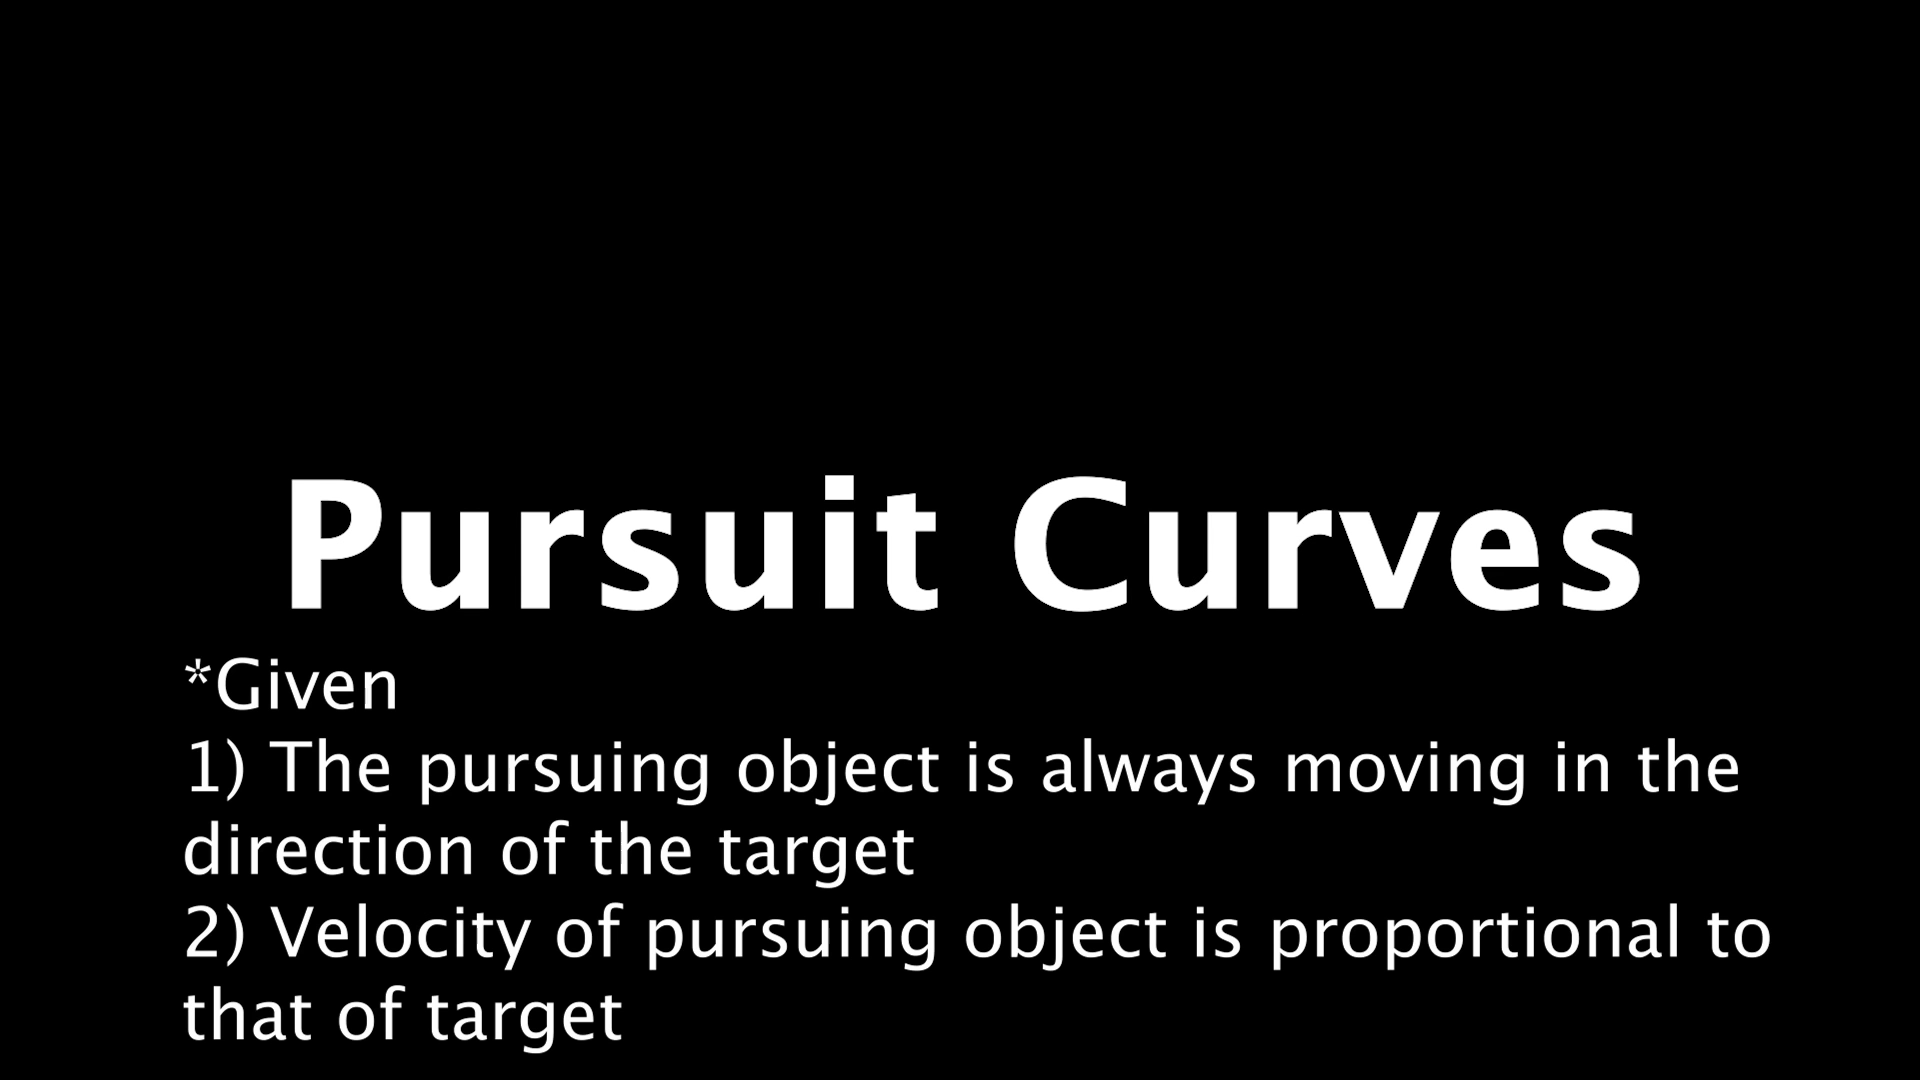 Pursuit Curves
*Given
1) The pursuing object is always moving in the
direction of the target
2) Velocity of pursuing object is proportional to
that of target